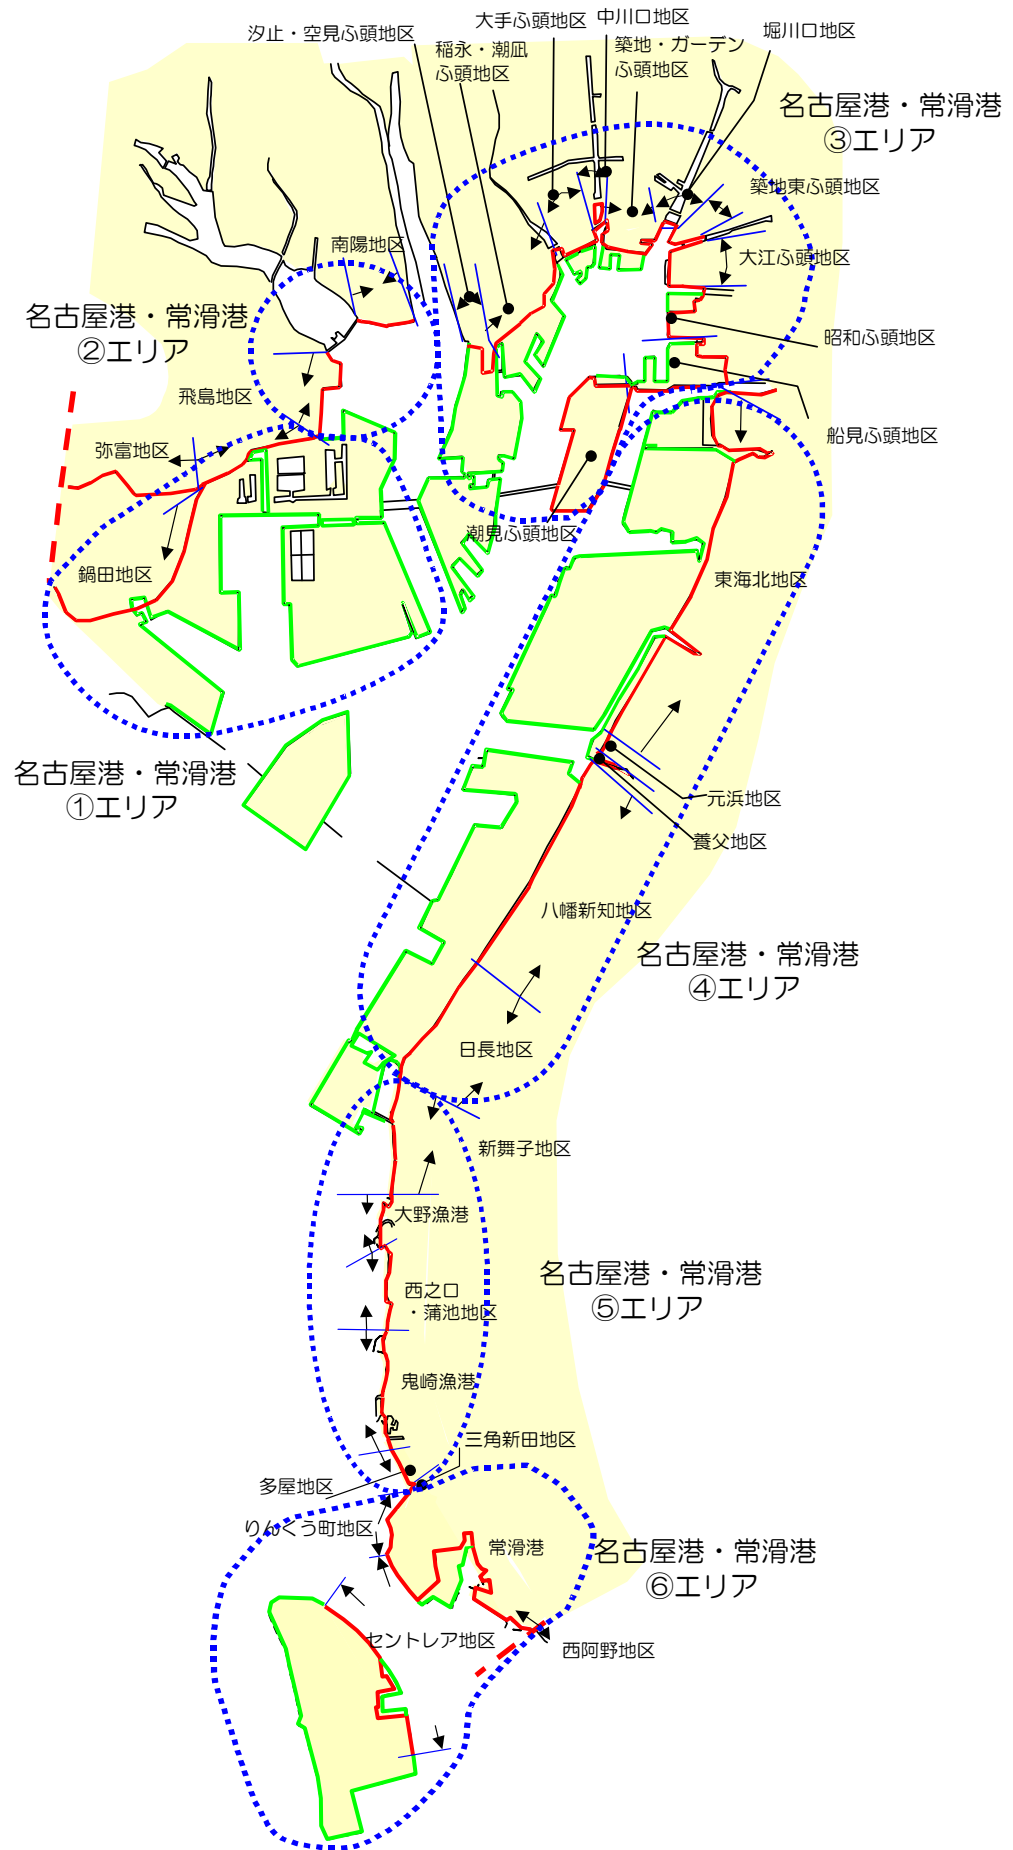 大手ふ頭地区
中川口地区
堀川口地区
汐止・空見ふ頭地区
稲永・潮凪
ふ頭地区
築地・ガーデン
ふ頭地区
名古屋港・常滑港
③エリア
築地東ふ頭地区
南陽地区
大江ふ頭地区
名古屋港・常滑港
②エリア
昭和ふ頭地区
飛島地区
船見ふ頭地区
弥富地区
潮見ふ頭地区
鍋田地区
東海北地区
名古屋港・常滑港
①エリア
元浜地区
養父地区
八幡新知地区
名古屋港・常滑港
④エリア
日長地区
新舞子地区
大野漁港
名古屋港・常滑港
⑤エリア
西之口
・蒲池地区
鬼崎漁港
三角新田地区
多屋地区
りんくう町地区
常滑港
名古屋港・常滑港
⑥エリア
セントレア地区
西阿野地区